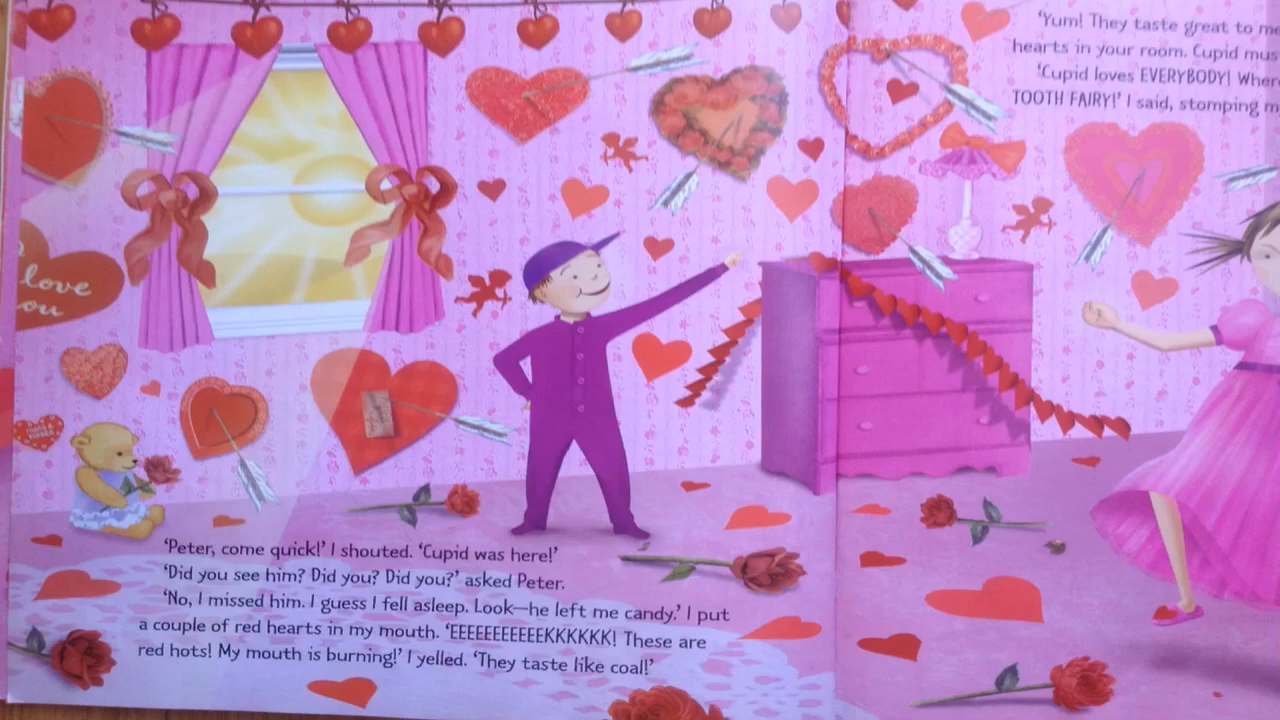 'Yum! They taste great to me
hearts in your room. Cupid mus
'Cupid loves EVERYBODY! When
TOOTH FAIRY!' I said, stomping m
love
ou
'Peter, come quick!' I shouted. 'Cupid was here!'
'Did you see him? Did you? Did you?' asked Peter.
'No, I missed him. I guess I fell asleep. Look—he left me candy.' I put
a couple of red hearts in my mouth. 'EEEEEEEEEEEKKKKKK! These are
red hots! My mouth is burning!' I yelled. 'They taste like coal!'